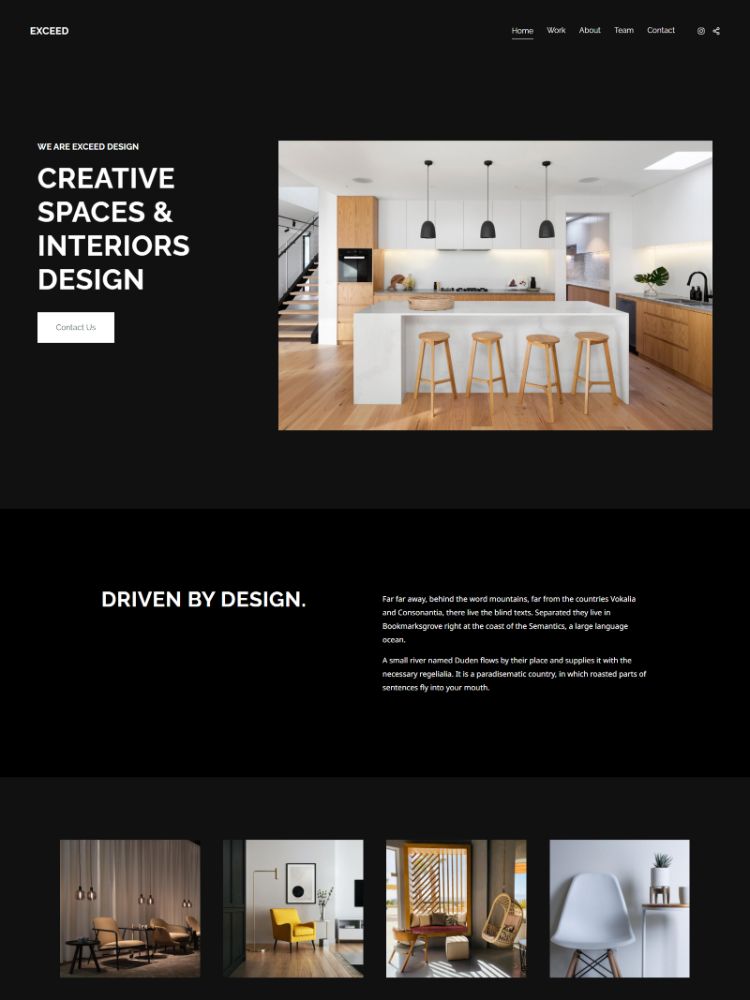 EXCEED
Home Work About Team Contact
WE ARE EXCEED DESIGN
CREATIVE
SPACES &
INTERIORS
DESIGN
Contact Us
DRIVEN BY DESIGN.
Far far away, behind the word mountains, far from the countries Vokalia
and Consonantia, there live the blind texts. Separated they live in
Bookmarksgrove right at the coast of the Semantics, a large language
ocean.
A small river named Duden flows by their place and supplies it with the
necessary regelialia. It is a paradisematic country, in which roasted parts of
sentences fly into your mouth.